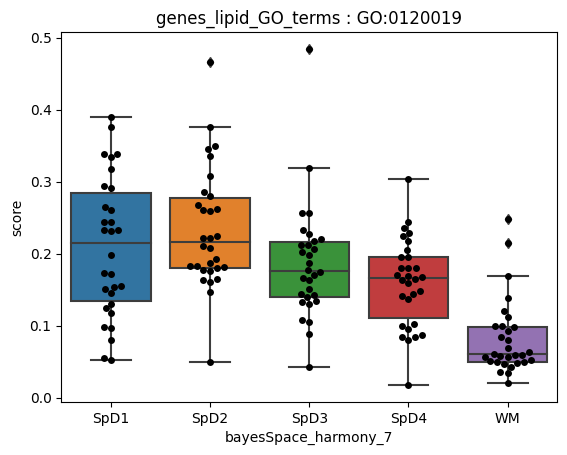 genes_lipid_GO_terms : GO:0120019
0.5
0.4
0.3
0.2
0.1
0.0
score
SpD1 SpD2 SpD3 SpD4 WM
bayesSpace_harmony_7